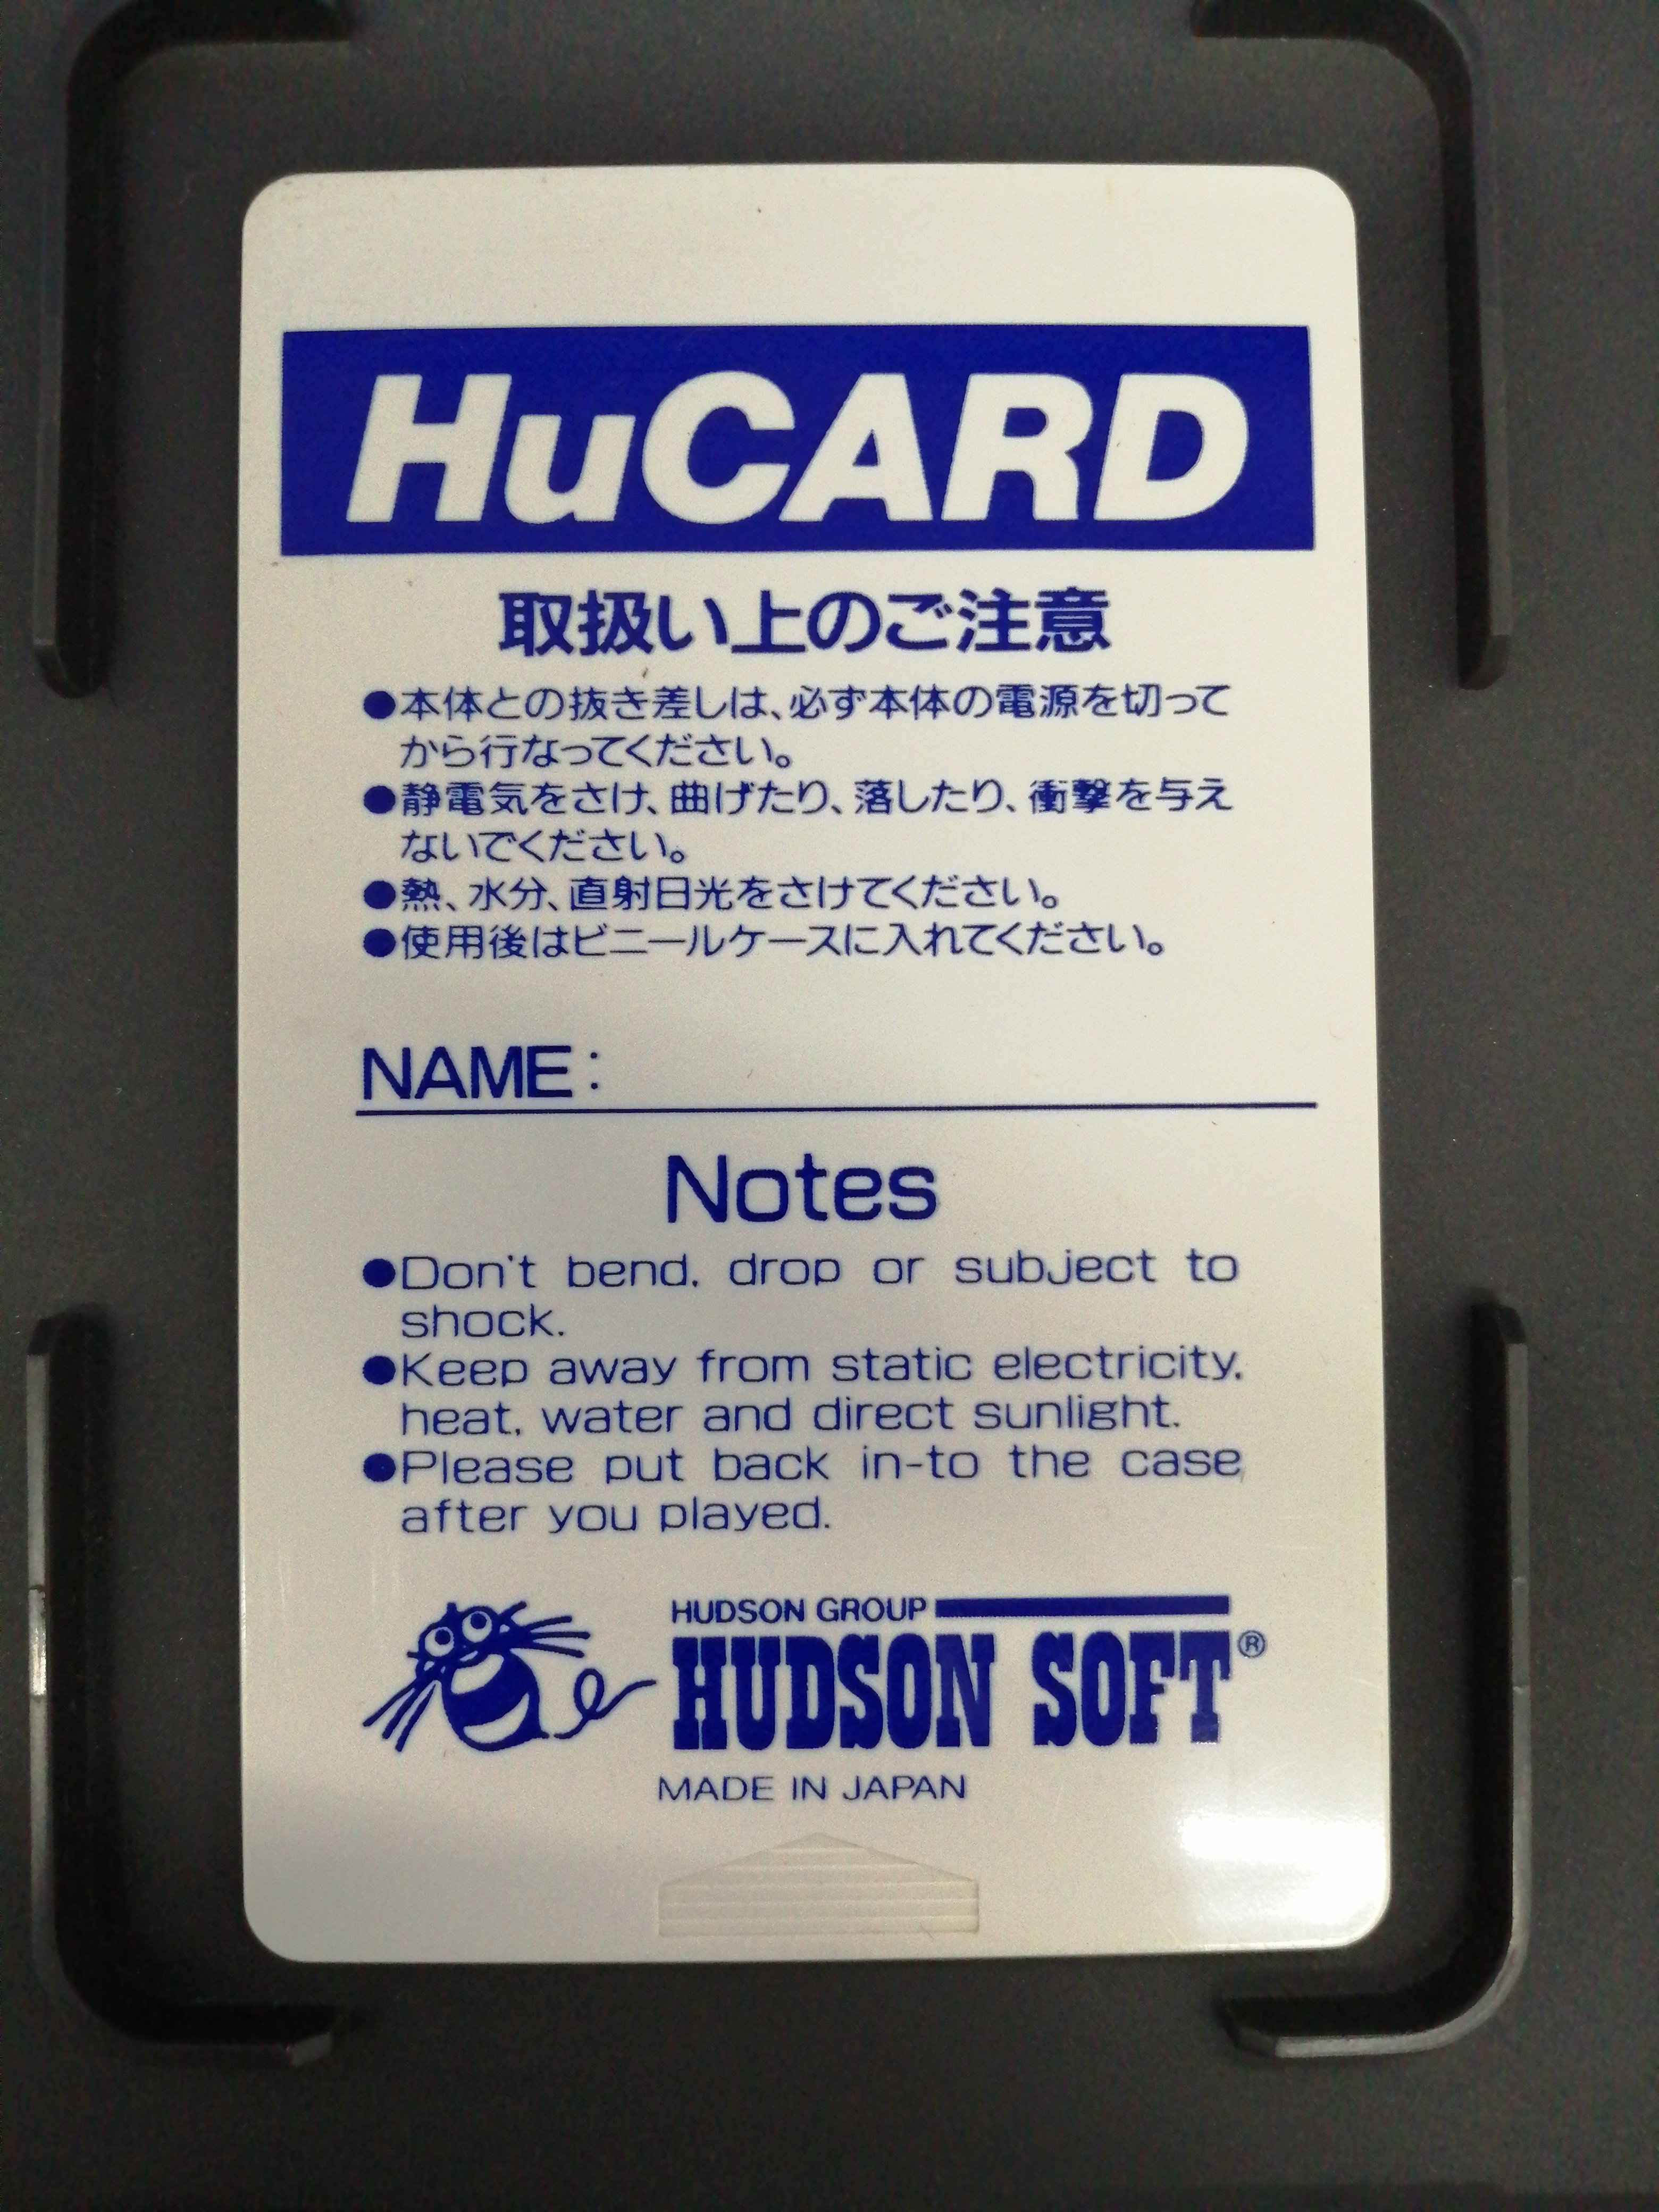 HuCARD
取扱い上のご注意
●本体との抜き差しは、必ず本体の電源を切って
から行なってください。
●静電気をさけ、曲げたり、落したり、衝撃を与え
ないでください。
●熱、水分、直射日光をさけてください。
●使用後はビニールケースに入れてください。
NAME:
Notes
●Don't bend, drop or subject to
shock.
●Keep away from static electricity,
heat, water and direct sunlight.
●Please put back in-to the case
after you played.
HUDSON GROUP
HUDSON SOFT®
MADE IN JAPAN